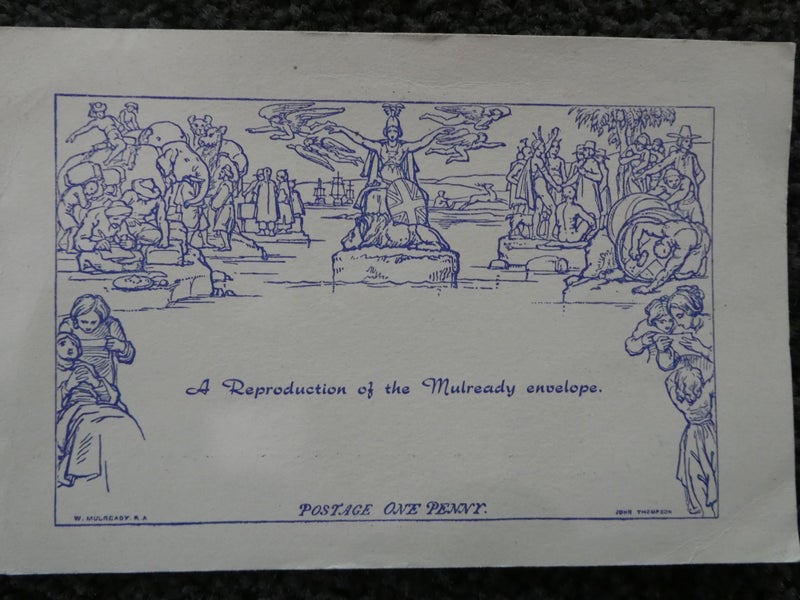 A Reproduction of the Mulready envelope.
POSTAGE ONE PENNY.
W. MULREADY. R A
JOHN THOMPSON